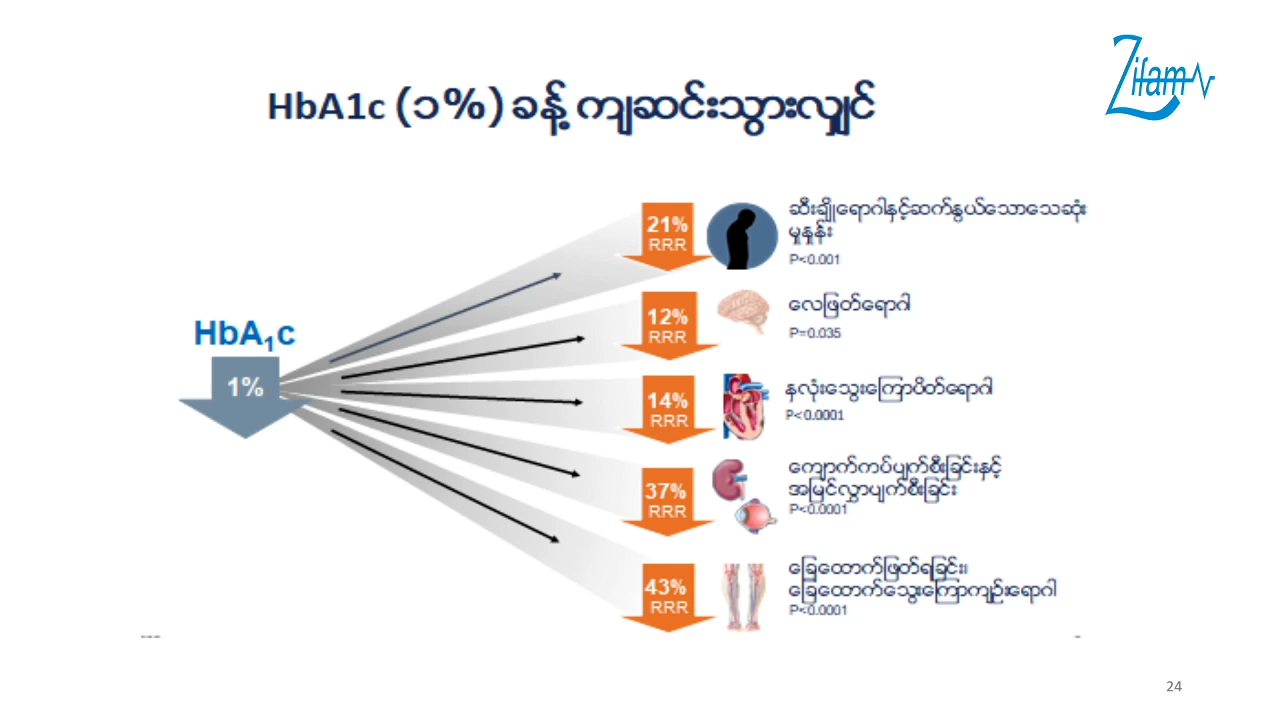 Zifam
HbA1c (၁%) ခန့် ကျဆင်းသွားလျှင်
HbA₁c
1%
21%
RRR
ဆီးချိုရောဂါနှင့်ဆက်နွယ်သောသေဆုံး
မှုနှုန်း
P<0.001
12%
RRR
လေဖြတ်ရောဂါ
P=0.035
14%
RRR
နှလုံးသွေးကြောပိတ်ရောဂါ
P<0.0001
37%
RRR
ကျောက်ကပ်ပျက်စီးခြင်းနှင့်
အမြင်လွှာပျက်စီးခြင်း
P<0.0001
43%
RRR
ခြေထောက်ဖြတ်ရခြင်း၊
ခြေထောက်သွေးကြောကျဉ်းရောဂါ
P<0.0001
24